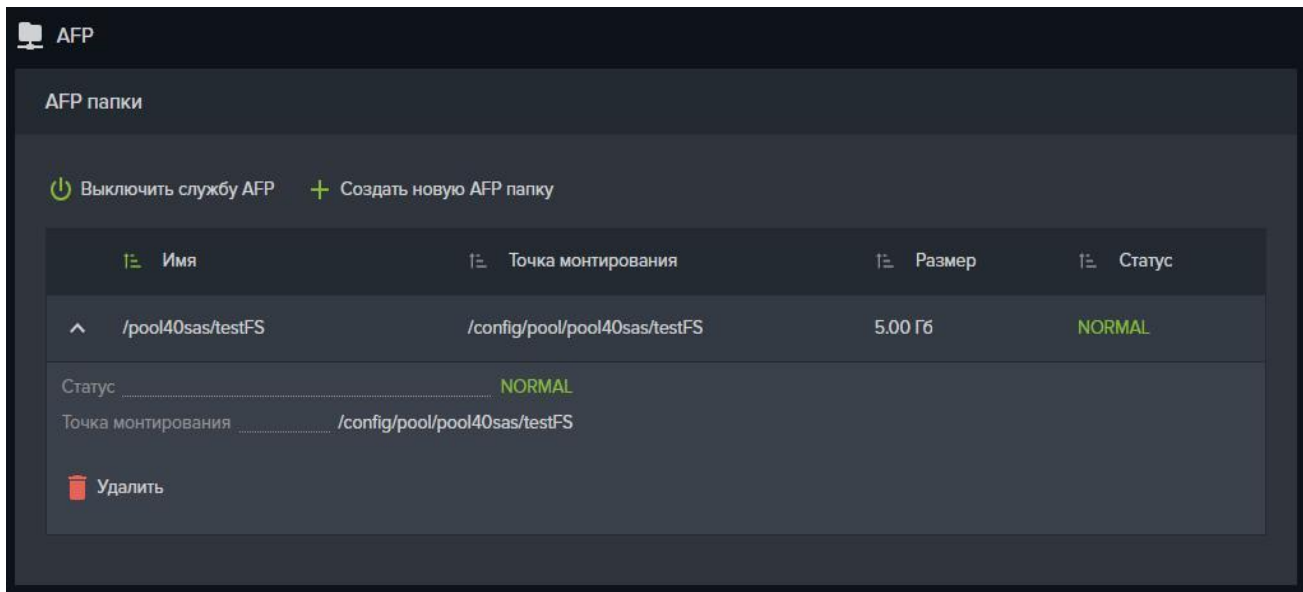 AFP
AFP папки
Выключить службу AFP Создать новую AFP папку
Имя Точка монтирования Размер Статус
/pool40sas/testFS /config/pool/pool40sas/testFS 5.00 Гб NORMAL
Статус NORMAL
Точка монтирования /config/pool/pool40sas/testFS
Удалить